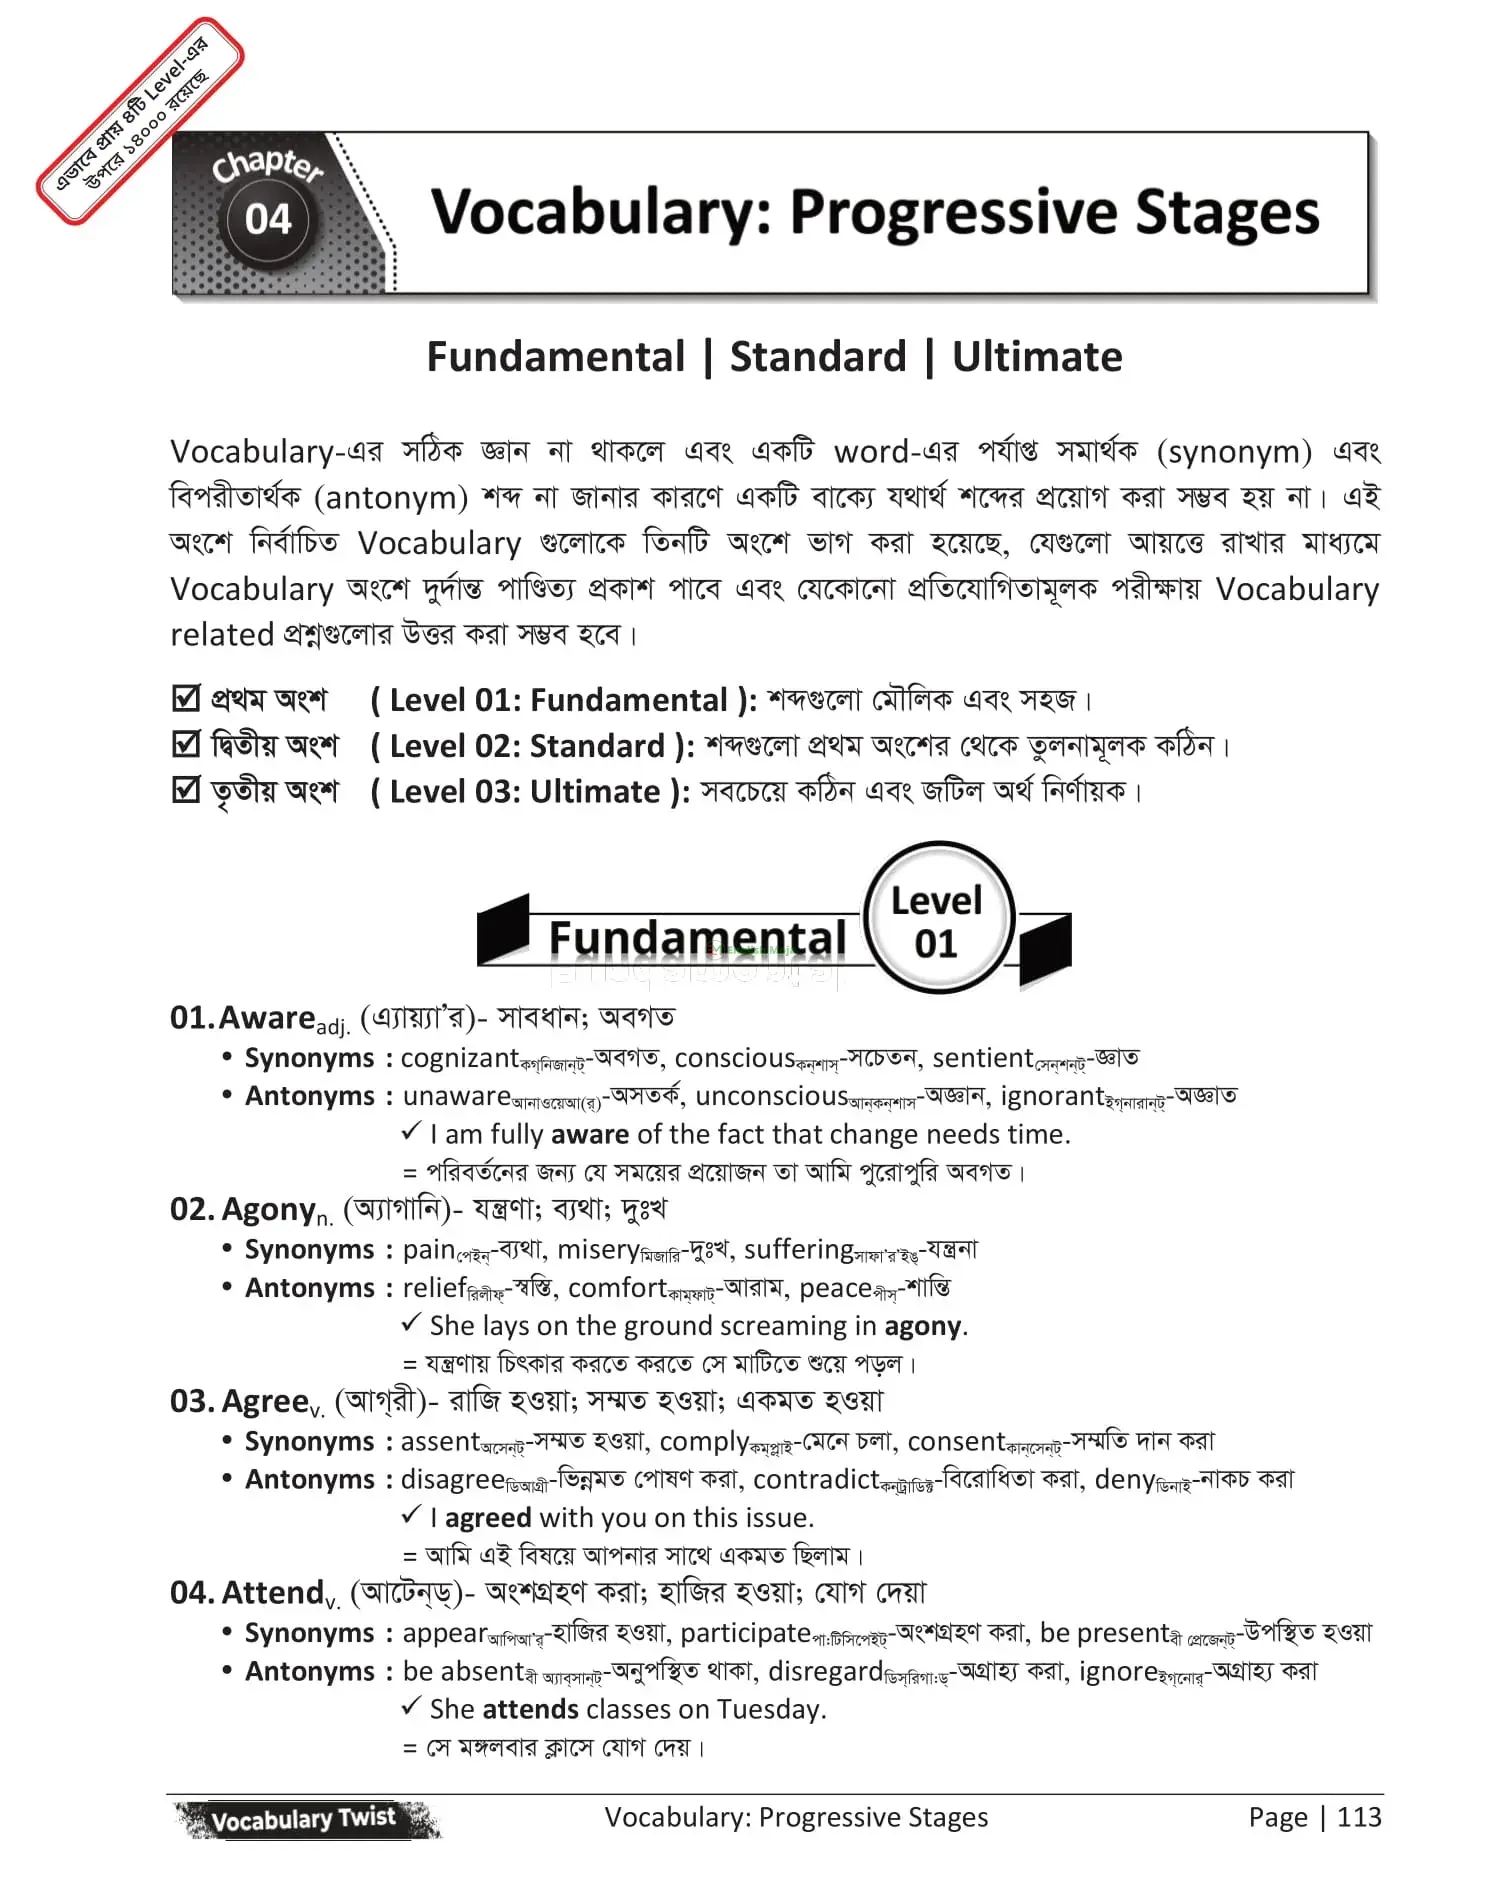 এভাবে প্রায় ৪টি Level-এর
উপরে ১৪০০০ রয়েছে
Chapter
04
Vocabulary: Progressive Stages
Fundamental | Standard | Ultimate
Vocabulary-এর সঠিক জ্ঞান না থাকলে এবং একটি word-এর পর্যাপ্ত সমার্থক (synonym) এবং
বিপরীতার্থক (antonym) শব্দ না জানার কারণে একটি বাক্যে যথার্থ শব্দের প্রয়োগ করা সম্ভব হয় না। এই
অংশে নির্বাচিত Vocabulary গুলোকে তিনটি অংশে ভাগ করা হয়েছে, যেগুলো আয়ত্তে রাখার মাধ্যমে
Vocabulary অংশে দুর্দান্ত পাণ্ডিত্য প্রকাশ পাবে এবং যেকোনো প্রতিযোগিতামূলক পরীক্ষায় Vocabulary
related প্রশ্নগুলোর উত্তর করা সম্ভব হবে।
☑ প্রথম অংশ ( Level 01: Fundamental ): শব্দগুলো মৌলিক এবং সহজ।
☑ দ্বিতীয় অংশ ( Level 02: Standard ): শব্দগুলো প্রথম অংশের থেকে তুলনামূলক কঠিন।
☑ তৃতীয় অংশ ( Level 03: Ultimate ): সবচেয়ে কঠিন এবং জটিল অর্থ নির্ণায়ক।
Fundamental Level 01
01. Aware adj. (এ্যায়্যা'র)- সাবধান; অবগত
• Synonyms : cognizant কগ্‌নিজান্‌ট্‌-অবগত, conscious কন্‌শাস্‌-সচেতন, sentient সেন্‌শন্‌ট্‌-জ্ঞাত
• Antonyms : unaware আনাওয়েআ(র্)-অসতর্ক, unconscious আন্‌কন্‌শাস-অজ্ঞান, ignorant ইগ্‌নারান্‌ট্‌-অজ্ঞাত
✓ I am fully aware of the fact that change needs time.
= পরিবর্তনের জন্য যে সময়ের প্রয়োজন তা আমি পুরোপুরি অবগত।
02. Agony n. (অ্যাগানি)- যন্ত্রণা; ব্যথা; দুঃখ
• Synonyms : pain পেইন্‌-ব্যথা, misery মিজারি-দুঃখ, suffering সাফা'র'ইঙ্‌-যন্ত্রনা
• Antonyms : relief রিলীফ্‌-স্বস্তি, comfort কাম্‌ফাট্‌-আরাম, peace পীস্‌-শান্তি
✓ She lays on the ground screaming in agony.
= যন্ত্রণায় চিৎকার করতে করতে সে মাটিতে শুয়ে পড়ল।
03. Agree v. (আগ্‌রী)- রাজি হওয়া; সম্মত হওয়া; একমত হওয়া
• Synonyms : assent অসেন্‌ট্‌-সম্মত হওয়া, comply কম্‌প্লাই-মেনে চলা, consent কান্‌সেন্‌ট্‌-সম্মতি দান করা
• Antonyms : disagree ডিআগ্রী-ভিন্নমত পোষণ করা, contradict কন্‌ট্রাডিক্ট-বিরোধিতা করা, deny ডিনাই-নাকচ করা
✓ I agreed with you on this issue.
= আমি এই বিষয়ে আপনার সাথে একমত ছিলাম।
04. Attend v. (আটেন্‌ড্‌)- অংশগ্রহণ করা; হাজির হওয়া; যোগ দেয়া
• Synonyms : appear আপিআ'র্-হাজির হওয়া, participate পা:টিসিপেইট্‌-অংশগ্রহণ করা, be present বী প্রেজেন্‌ট্‌-উপস্থিত হওয়া
• Antonyms : be absent বী অ্যাব্‌সান্‌ট্‌-অনুপস্থিত থাকা, disregard ডিস্‌রিগা:ড্‌-অগ্রাহ্য করা, ignore ইগ্‌নোর্-অগ্রাহ্য করা
✓ She attends classes on Tuesday.
= সে মঙ্গলবার ক্লাসে যোগ দেয়।
Vocabulary Twist Vocabulary: Progressive Stages Page | 113